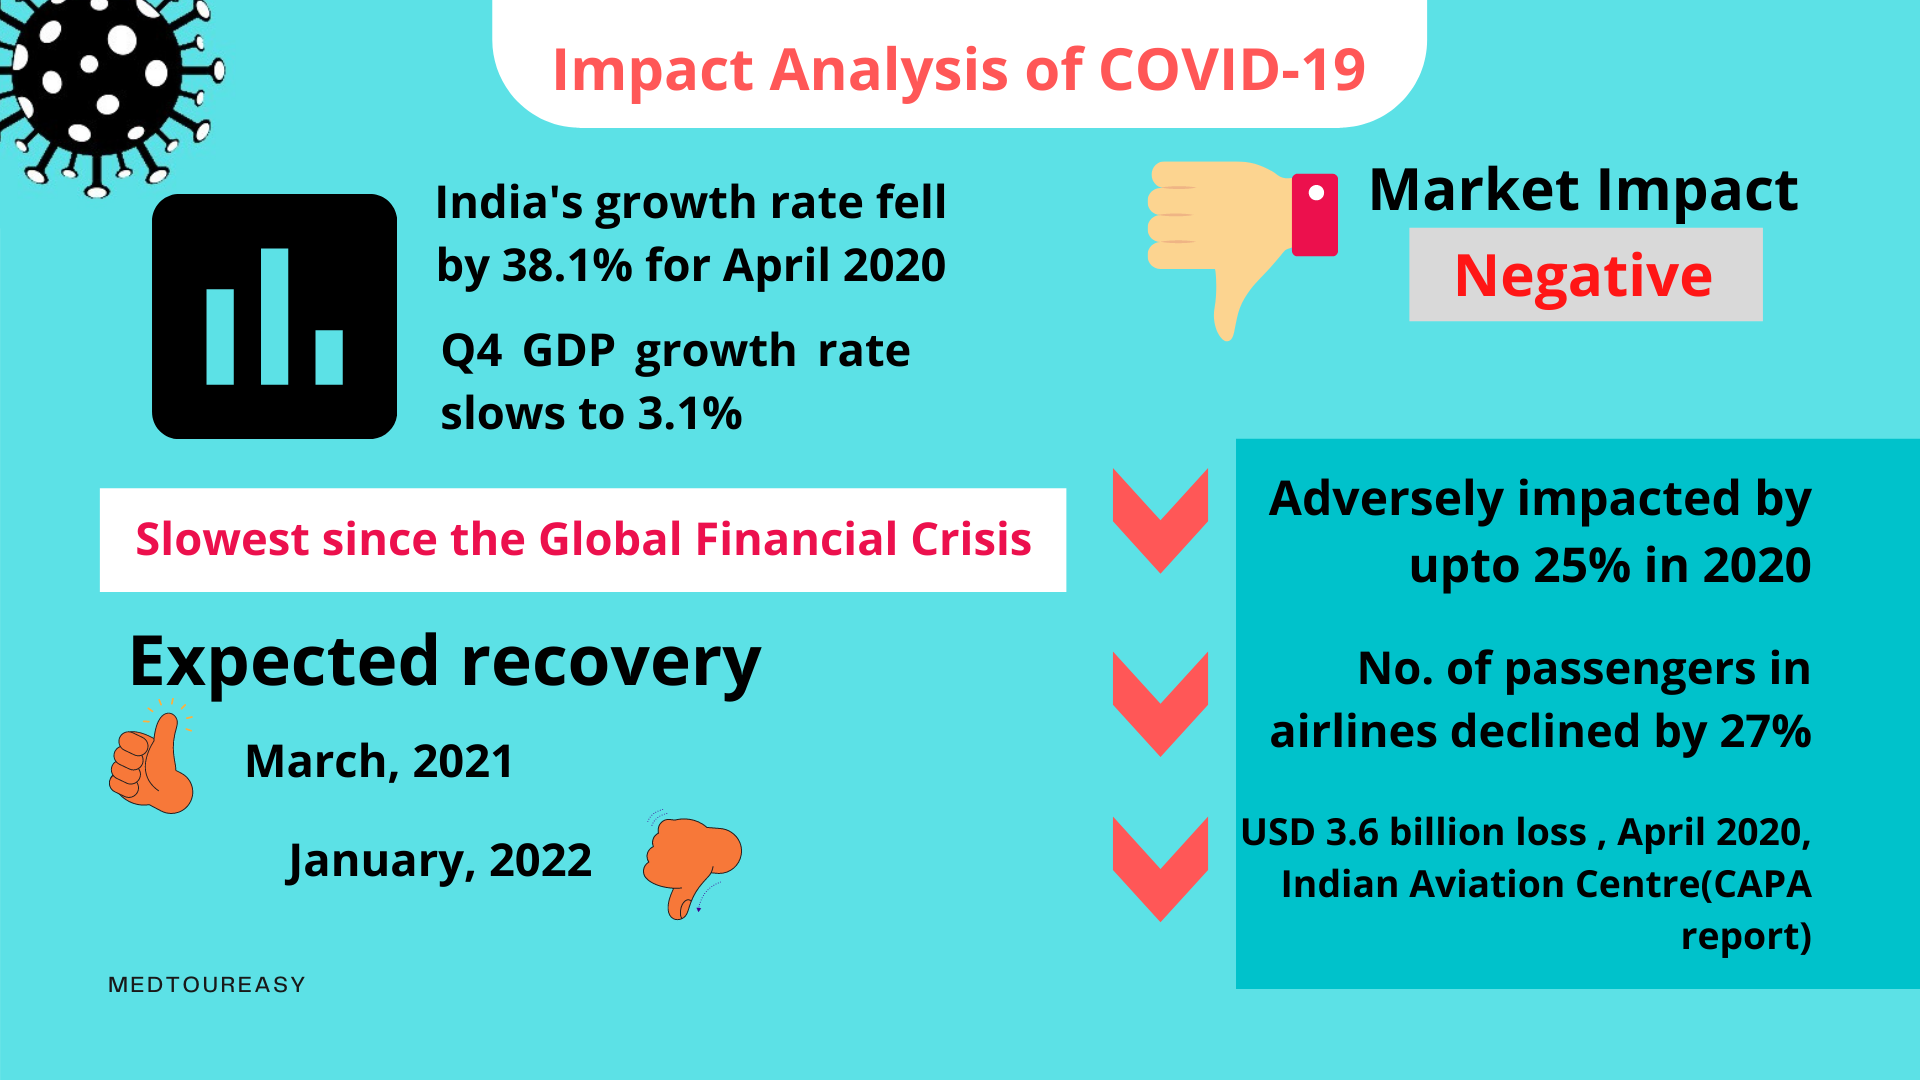 Impact Analysis of COVID-19
India's growth rate fell
by 38.1% for April 2020
Q4 GDP growth rate
slows to 3.1%
Slowest since the Global Financial Crisis
Expected recovery
March, 2021
January, 2022
MEDTOUREASY
Market Impact
Negative
Adversely impacted by
upto 25% in 2020
No. of passengers in
airlines declined by 27%
USD 3.6 billion loss , April 2020,
Indian Aviation Centre(CAPA
report)